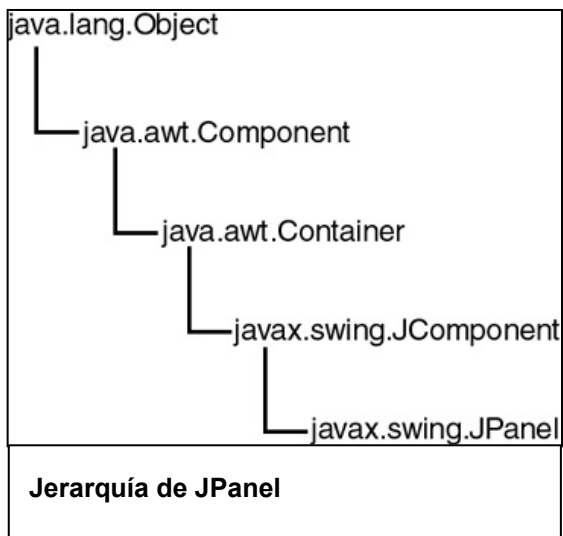 java.lang.Object
java.awt.Component
java.awt.Container
javax.swing.JComponent
javax.swing.JPanel
Jerarquía de JPanel